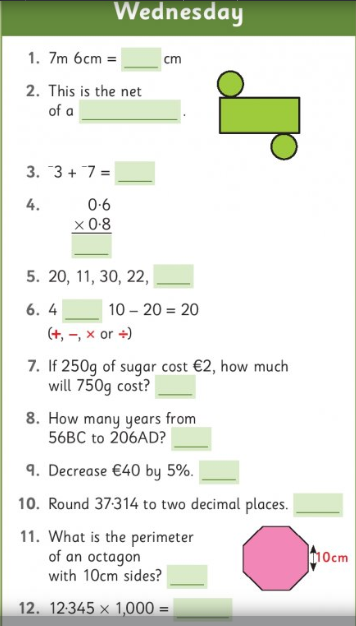 Wednesday
1. 7m 6cm = ____ cm
2. This is the net
of a ____.
3. ⁻3 + ⁻7 = ____
4. 0·6
× 0·8
5. 20, 11, 30, 22, ____
6. 4 ____ 10 – 20 = 20
(+, –, × or ÷)
7. If 250g of sugar cost €2, how much
will 750g cost? ____
8. How many years from
56BC to 206AD? ____
9. Decrease €40 by 5%. ____
10. Round 37·314 to two decimal places. ____
11. What is the perimeter
of an octagon
with 10cm sides? ____
10cm
12. 12·345 × 1,000 = ____